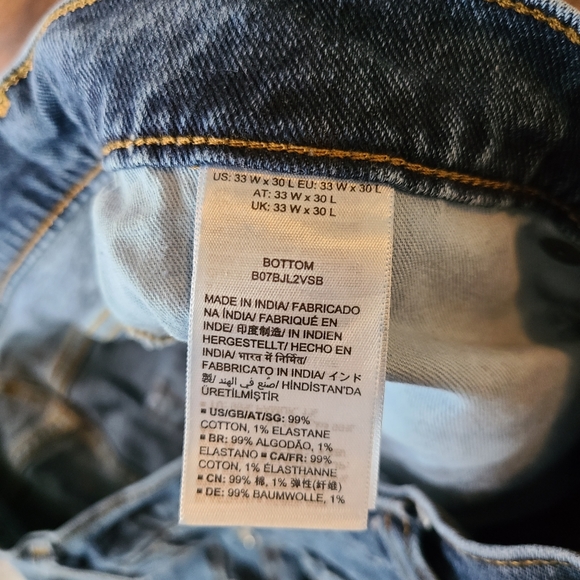 US: 33 W x 30 L EU: 33 W x 30 L
AT: 33 W x 30 L
UK: 33 W x 30 L
BOTTOM
B07BJL2VSB
MADE IN INDIA/ FABRICADO
NA ÍNDIA/ FABRIQUÉ EN
INDE/ 印度制造/ IN INDIEN
HERGESTELLT/ HECHO EN
INDIA/ भारत में निर्मित/
FABBRICATO IN INDIA/ インド
製/ صُنع في الهند/ HİNDİSTAN'DA
ÜRETİLMİŞTİR
▪ US/GB/AT/SG: 99%
COTTON, 1% ELASTANE
▪ BR: 99% ALGODÃO, 1%
ELASTANO ▪ CA/FR: 99%
COTON, 1% ÉLASTHANNE
▪ CN: 99% 棉, 1% 弹性(纤维)
▪ DE: 99% BAUMWOLLE, 1%